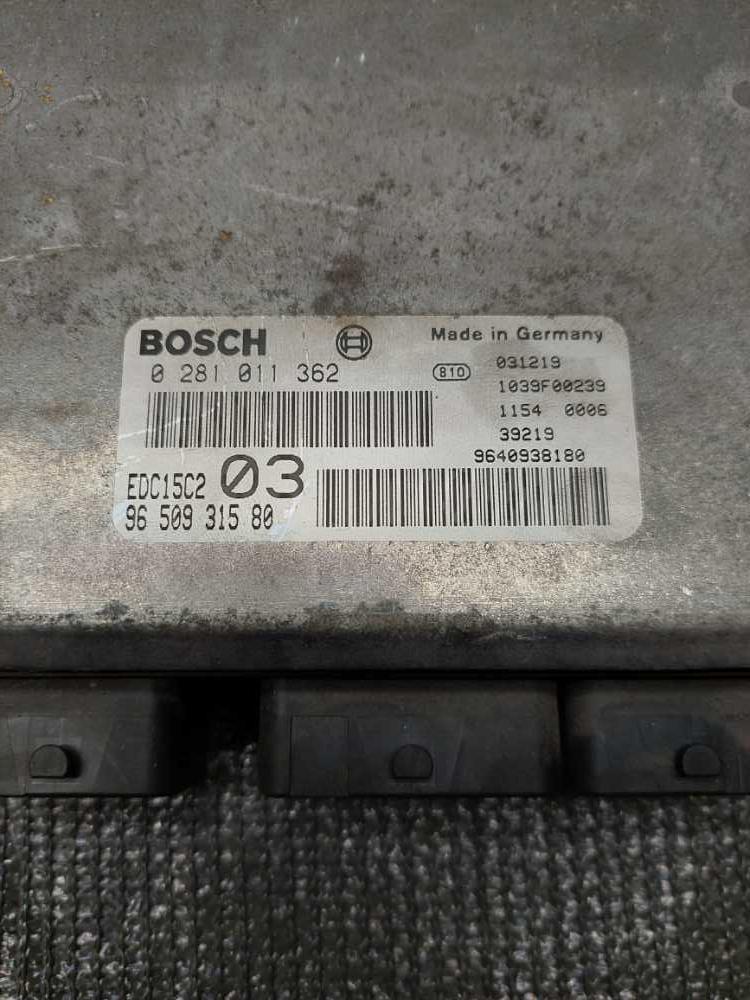 BOSCH
Made in Germany
0 281 011 362
810
031219
1039F00239
1154 0006
39219
9640938180
EDC15C2 03
96 509 315 80